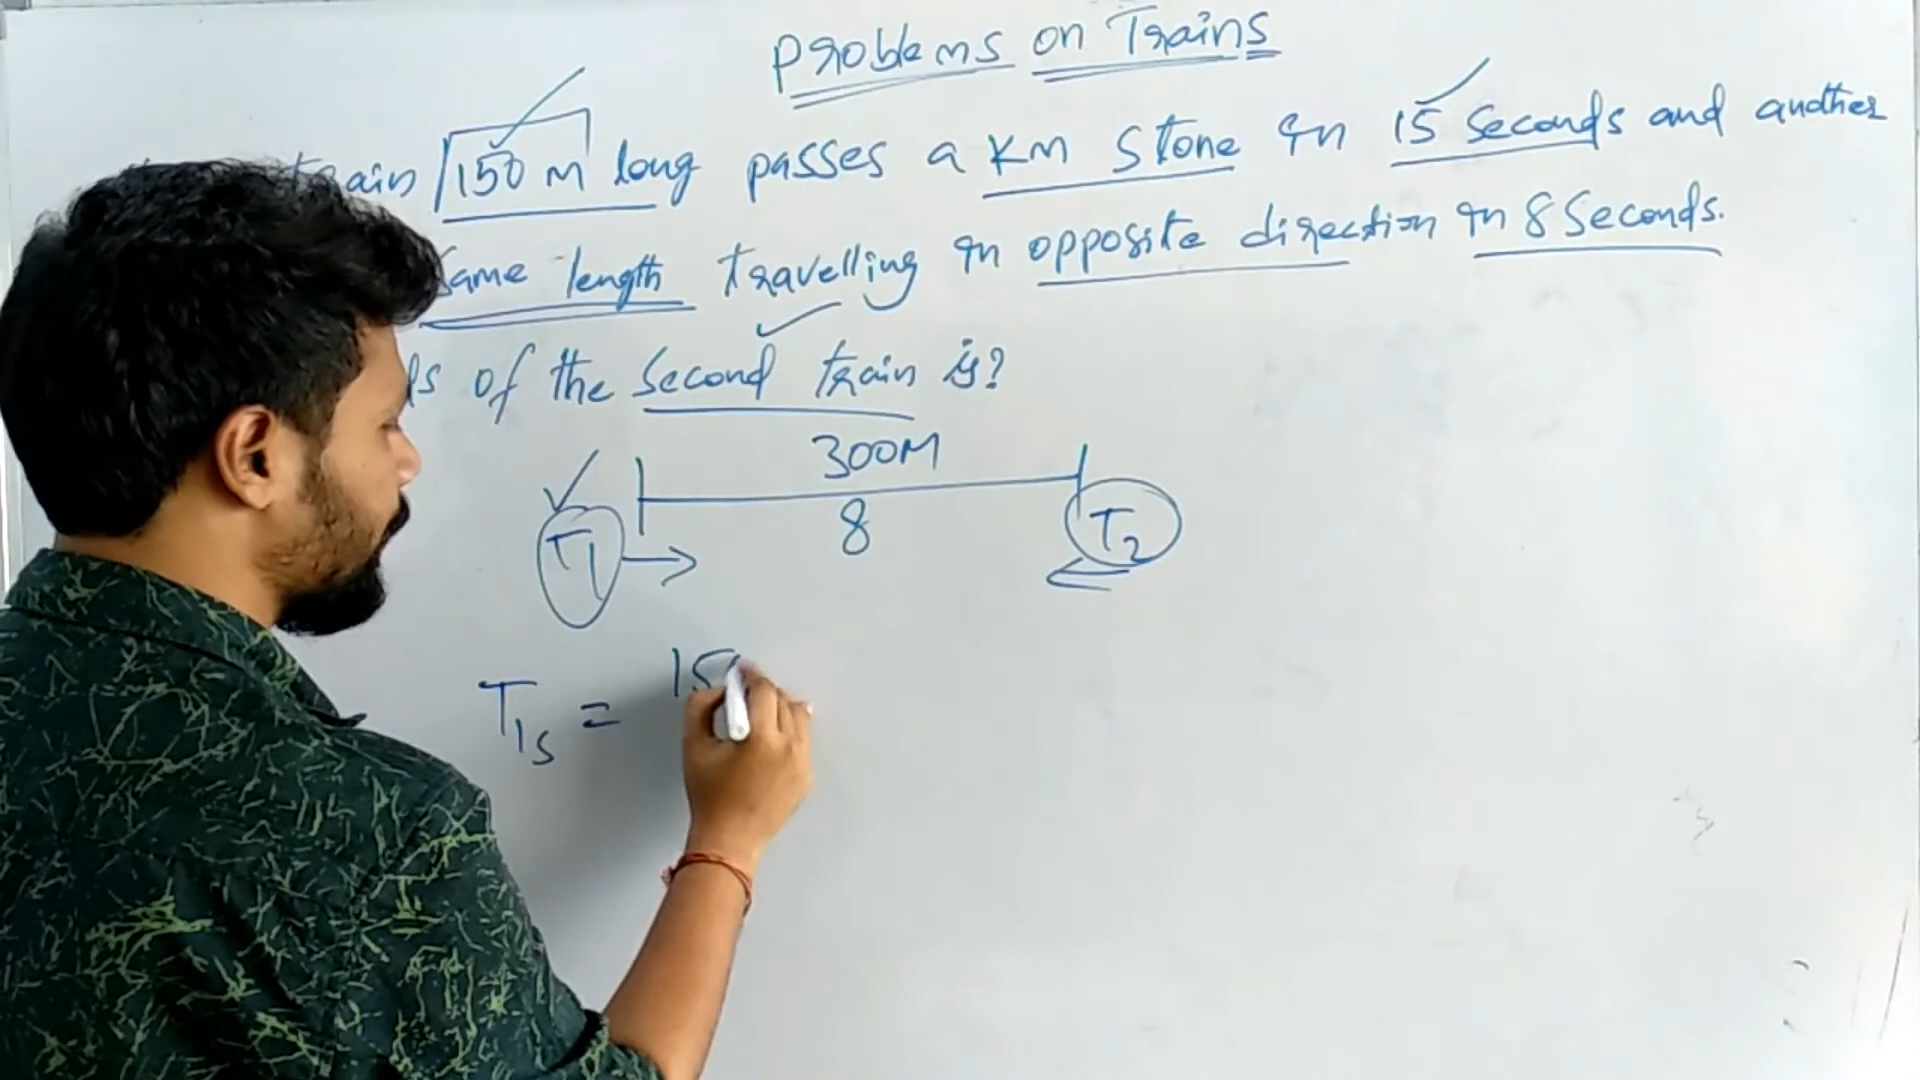 Problems on Trains
train 150 M long passes a KM Stone in 15 Seconds and another
Same length travelling in opposite direction in 8 Seconds.
of the Second train is?
300M
8
T1
T2
T1s = 15